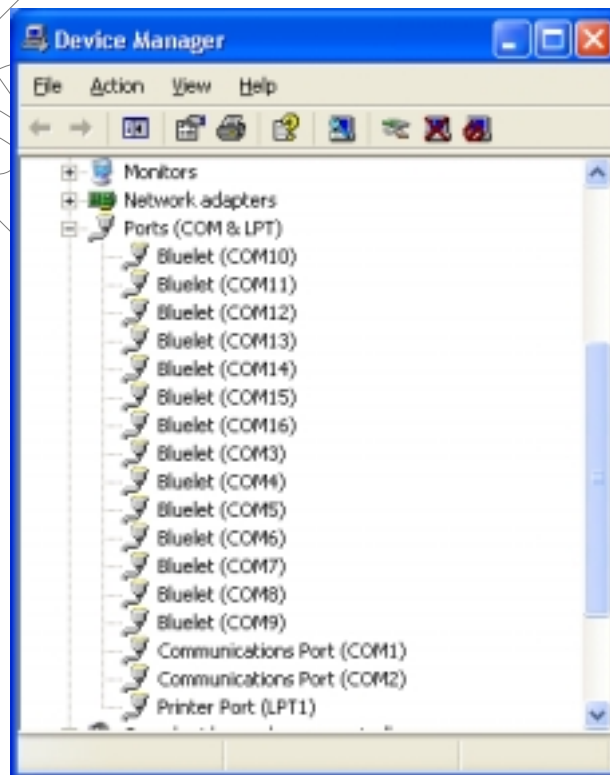 Device Manager
File Action View Help
Monitors
Network adapters
Ports (COM & LPT)
Bluelet (COM10)
Bluelet (COM11)
Bluelet (COM12)
Bluelet (COM13)
Bluelet (COM14)
Bluelet (COM15)
Bluelet (COM16)
Bluelet (COM3)
Bluelet (COM4)
Bluelet (COM5)
Bluelet (COM6)
Bluelet (COM7)
Bluelet (COM8)
Bluelet (COM9)
Communications Port (COM1)
Communications Port (COM2)
Printer Port (LPT1)